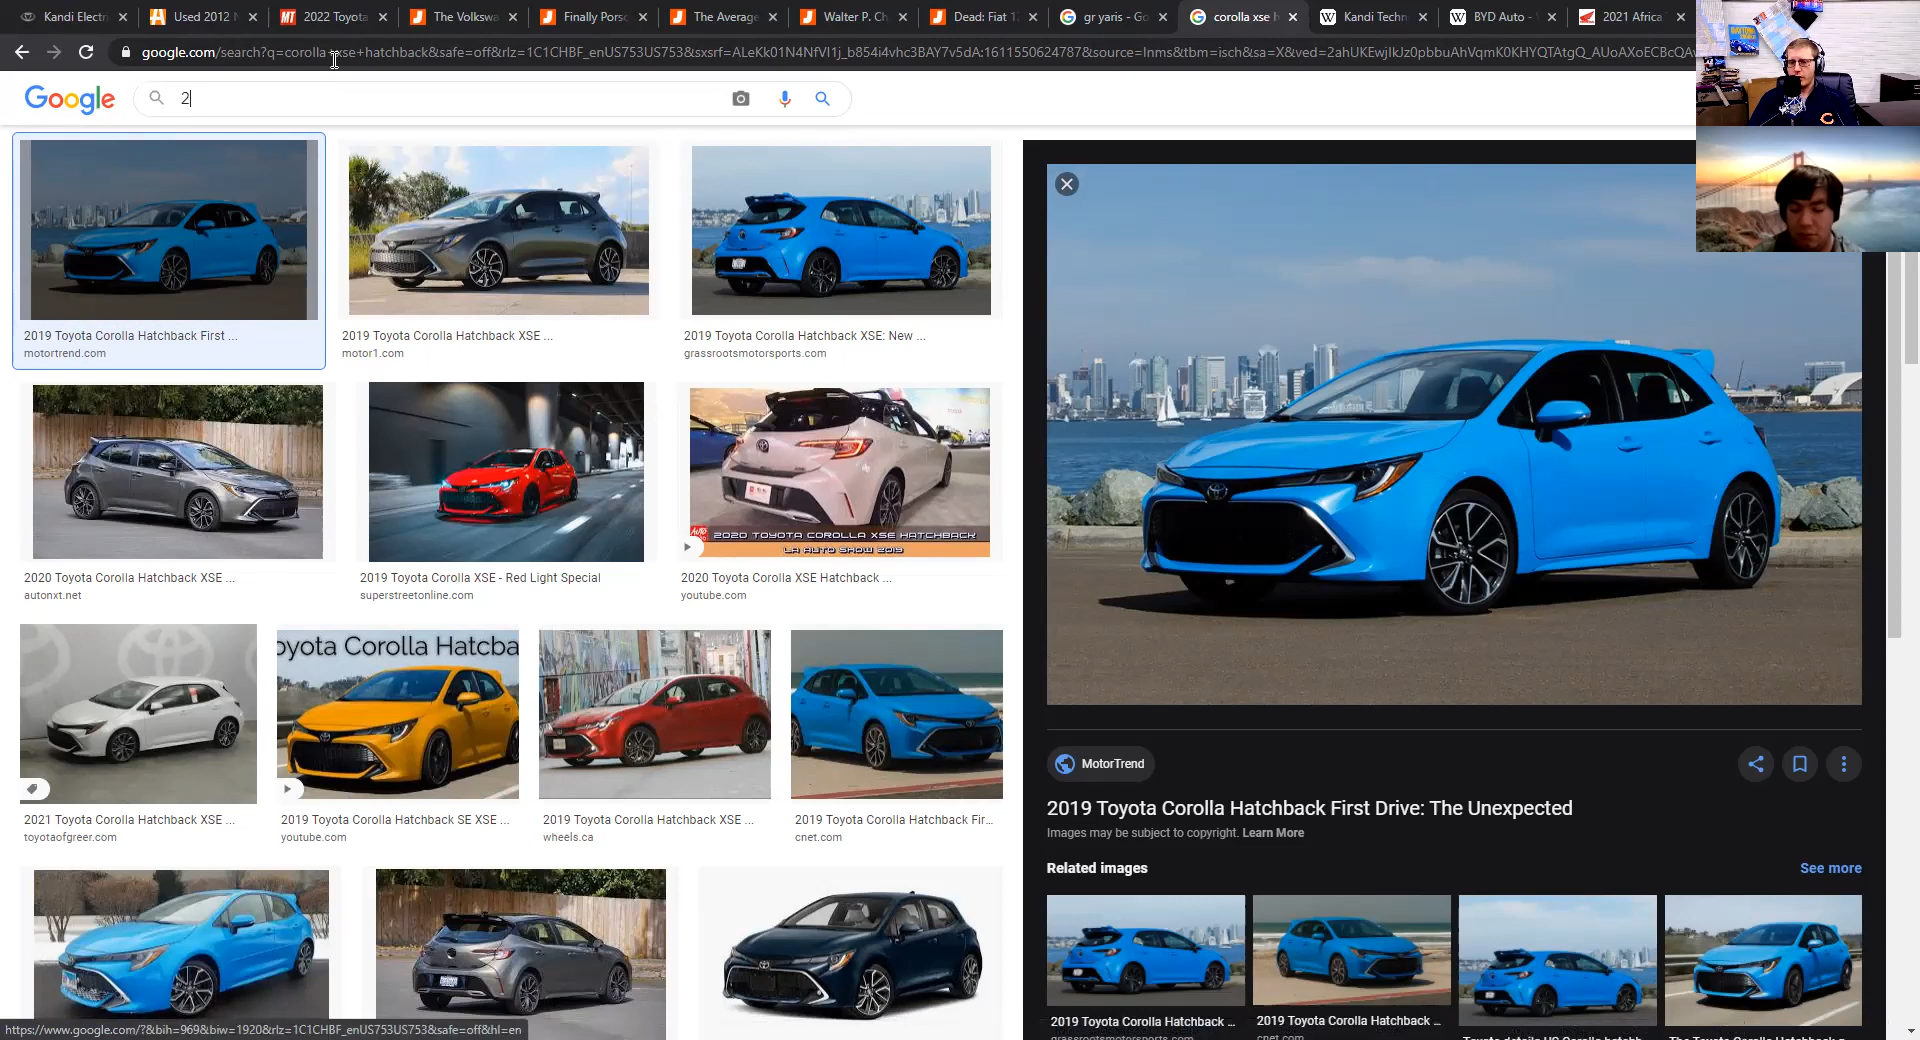 Kandi Electri
Used 2012
2022 Toyota
The Volkswa
Finally Pors
The Average
Walter P. Ch
Dead: Fiat 1
gr yaris - Go
corolla xse h
Kandi Techn
BYD Auto -
2021 Africa
google.com/search?q=corolla+xse+hatchback&safe=off&rlz=1C1CHBF_enUS753US753&sxsrf=ALeKk01N4NfVI1j_b854i4vhc3BAY7v5dA:1611550624787&source=lnms&tbm=isch&sa=X&ved=2ahUKEwjIkJz0pbbuAhVqmK0KHYQTAtgQ_AUoAXoECBcQA
Google
2
2019 Toyota Corolla Hatchback First ...
motortrend.com
2019 Toyota Corolla Hatchback XSE ...
motor1.com
2019 Toyota Corolla Hatchback XSE: New ...
grassrootsmotorsports.com
2020 TOYOTA COROLLA XSE HATCHBACK
LA AUTO SHOW 2019
2020 Toyota Corolla Hatchback XSE ...
autonxt.net
2019 Toyota Corolla XSE - Red Light Special
superstreetonline.com
2020 Toyota Corolla XSE Hatchback ...
youtube.com
oyota Corolla Hatcba
2021 Toyota Corolla Hatchback XSE ...
toyotaofgreer.com
2019 Toyota Corolla Hatchback SE XSE ...
youtube.com
2019 Toyota Corolla Hatchback XSE ...
wheels.ca
2019 Toyota Corolla Hatchback Fir...
cnet.com
MotorTrend
2019 Toyota Corolla Hatchback First Drive: The Unexpected
Images may be subject to copyright. Learn More
Related images
See more
2019 Toyota Corolla Hatchback ...
grassrootsmotorsports.com
2019 Toyota Corolla Hatchback ...
cnet.com
https://www.google.com/?&bih=969&biw=1920&rlz=1C1CHBF_enUS753US753&safe=off&hl=en